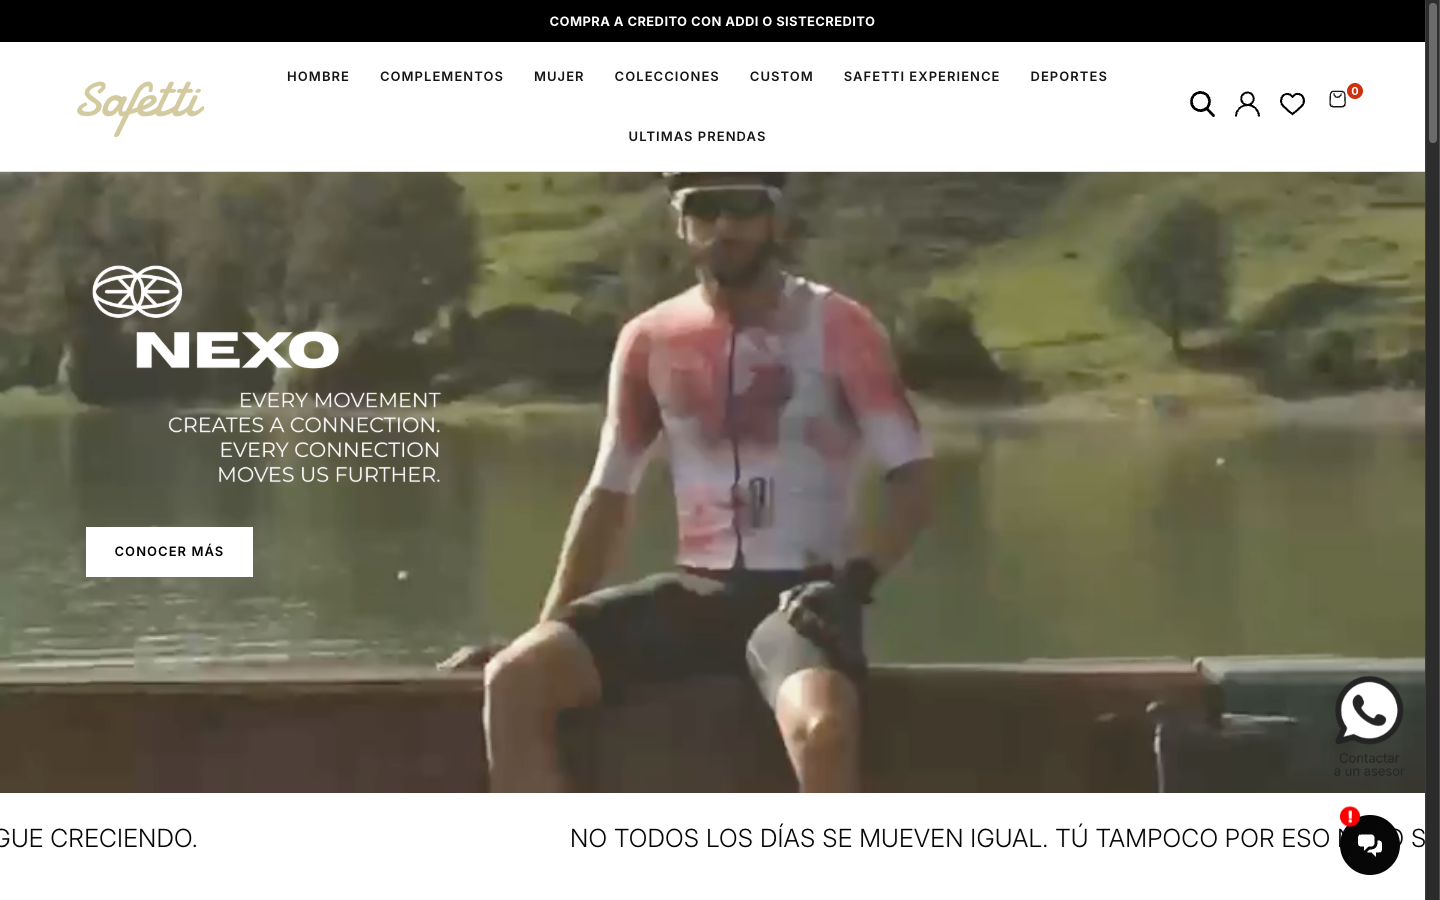 COMPRA A CREDITO CON ADDI O SISTECREDITO
Safetti
HOMBRE COMPLEMENTOS MUJER COLECCIONES CUSTOM SAFETTI EXPERIENCE DEPORTES
ULTIMAS PRENDAS
0
NEXO
EVERY MOVEMENT
CREATES A CONNECTION.
EVERY CONNECTION
MOVES US FURTHER.
CONOCER MÁS
Contactar
a un asesor
GUE CRECIENDO. NO TODOS LOS DÍAS SE MUEVEN IGUAL. TÚ TAMPOCO POR ESO